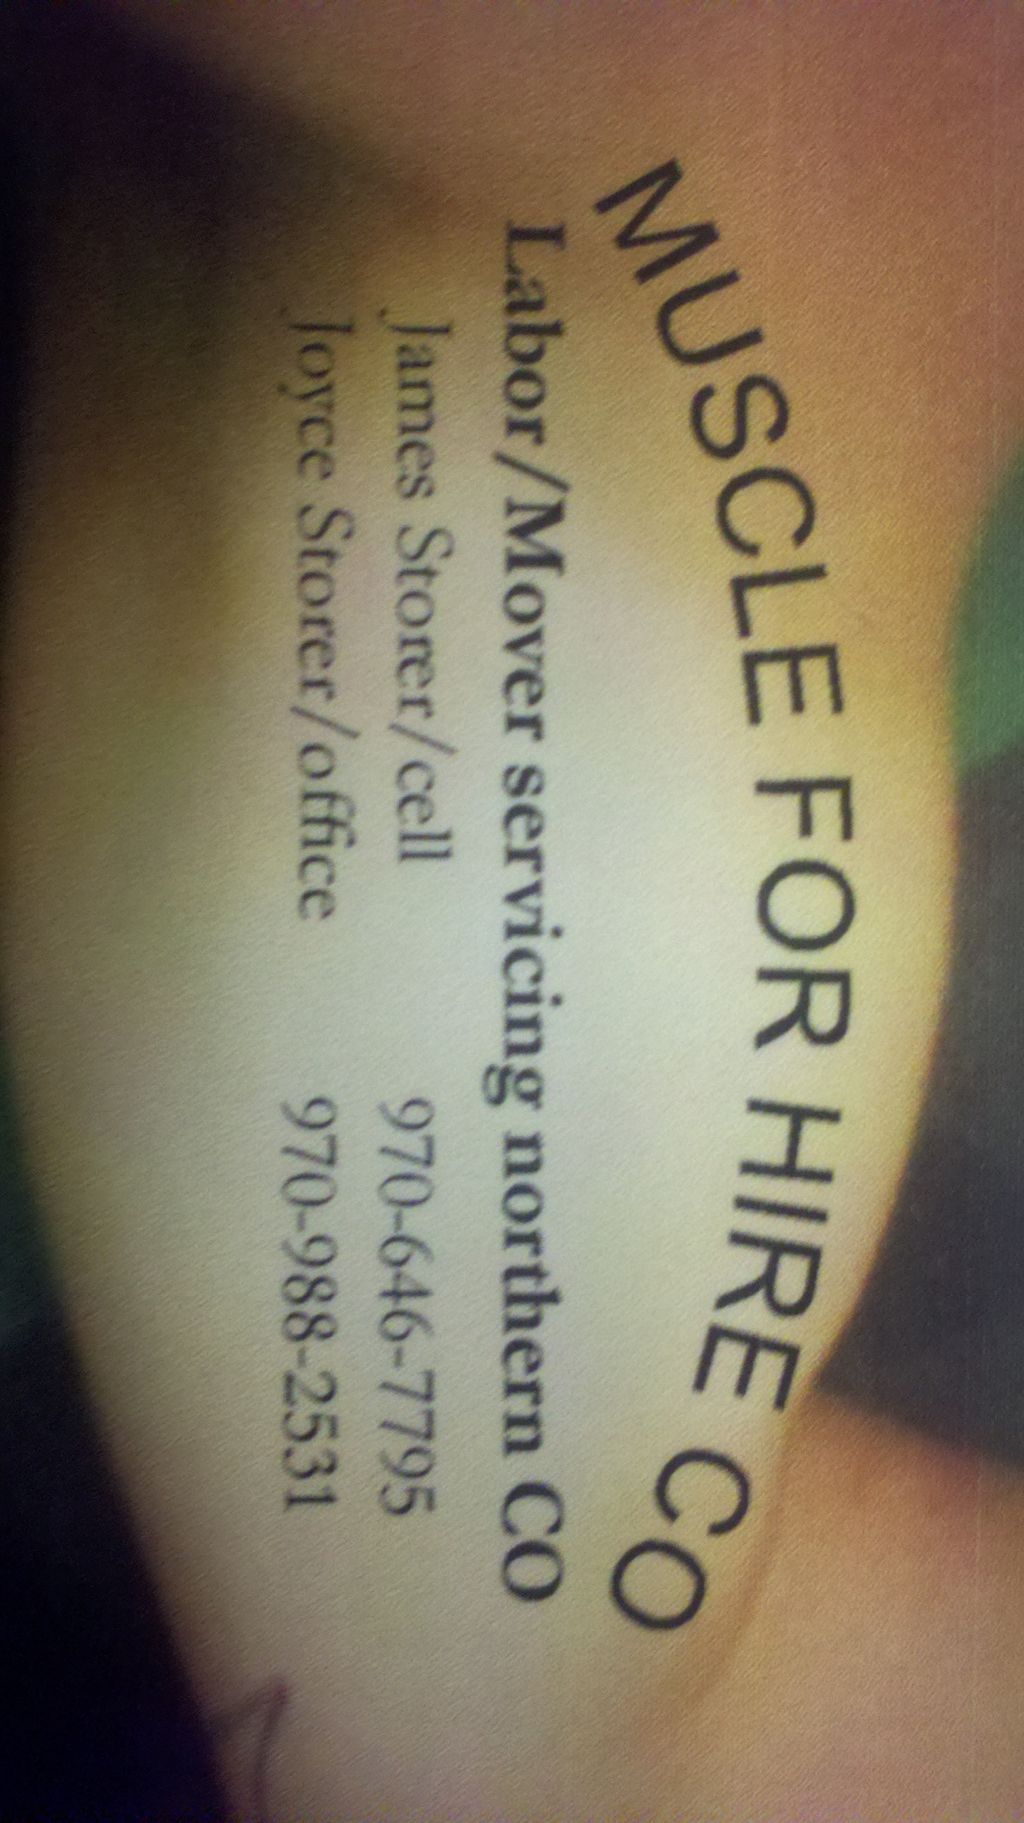 MUSCLE FOR HIRE CO
Labor/Mover servicing northern CO
James Storer/cell 970-646-7795
Joyce Storer/office 970-988-2531